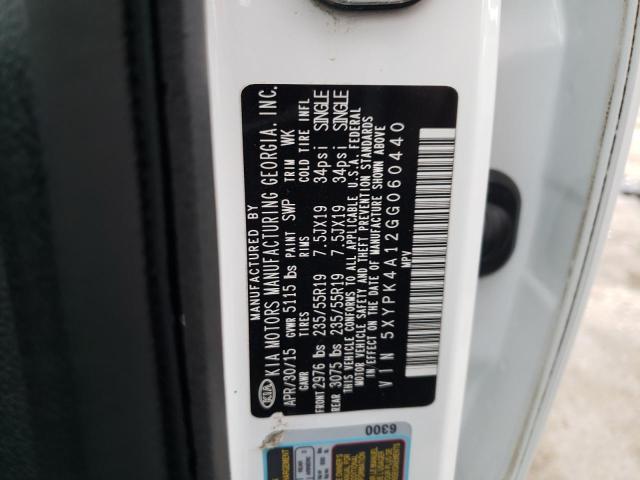 MANUFACTURED BY
KIA KIA MOTORS MANUFACTURING GEORGIA, INC.
APR/30/15 GVWR 5115 lbs PAINT SWP TRIM WK
GAWR TIRES RIMS COLD TIRE INFL
FRONT 2976 lbs 235/55R19 7.5JX19 34psi SINGLE
REAR 3075 lbs 235/55R19 7.5JX19 34psi SINGLE
THIS VEHICLE CONFORMS TO ALL APPLICABLE U.S.A. FEDERAL
MOTOR VEHICLE SAFETY AND THEFT PREVENTION STANDARDS
IN EFFECT ON THE DATE OF MANUFACTURE SHOWN ABOVE
VIN 5XYPK4A12GG060440
MPV
6300